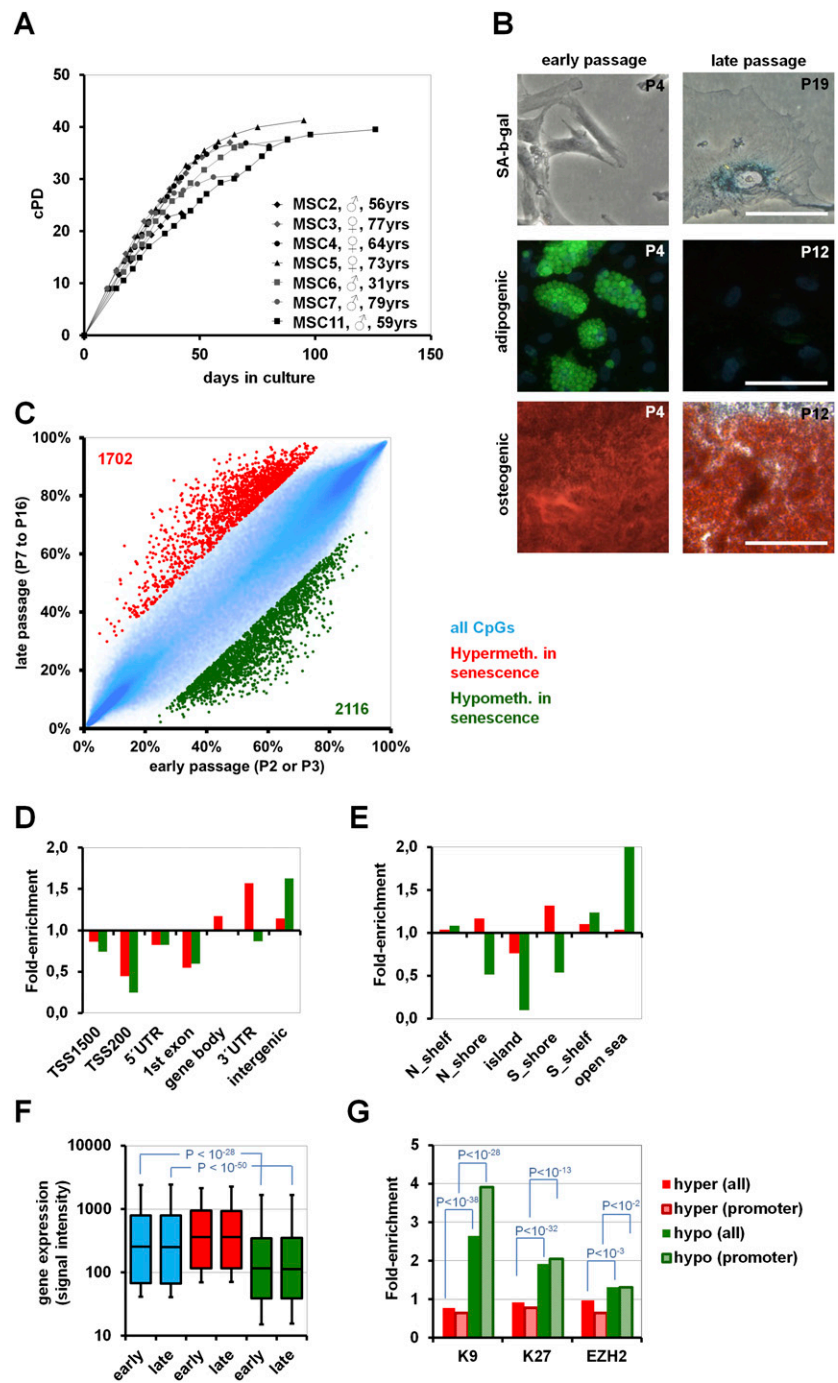 A
50
40
30
20
10
0
cPD
0
50
100
150
days in culture
MSC2, ♂, 56yrs
MSC3, ♀, 77yrs
MSC4, ♀, 64yrs
MSC5, ♀, 73yrs
MSC6, ♂, 31yrs
MSC7, ♂, 79yrs
MSC11, ♂, 59yrs
B
early passage
late passage
SA-b-gal
P4
P19
adipogenic
P4
P12
osteogenic
P4
P12
C
100%
80%
60%
40%
20%
0%
late passage (P7 to P16)
1702
2116
0%
20%
40%
60%
80%
100%
early passage (P2 or P3)
all CpGs
Hypermeth. in
senescence
Hypometh. in
senescence
D
2,0
1,5
1,0
0,5
0,0
Fold-enrichment
TSS1500
TSS200
5´UTR
1st exon
gene body
3´UTR
intergenic
E
2,0
1,5
1,0
0,5
0,0
Fold-enrichment
N_shelf
N_shore
island
S_shore
S_shelf
open sea
F
10000
1000
100
10
gene expression
(signal intensity)
P < 10-28
P < 10-50
early
late
early
late
early
late
G
5
4
3
2
1
0
Fold-enrichment
P<10-38
P<10-28
P<10-32
P<10-13
P<10-3
P<10-2
K9
K27
EZH2
hyper (all)
hyper (promoter)
hypo (all)
hypo (promoter)